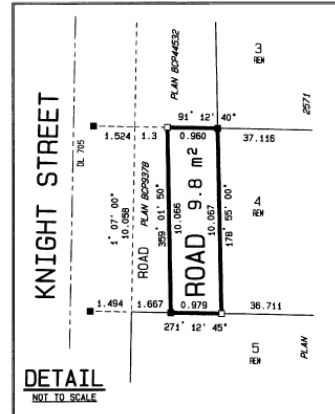 3
REM
PLAN BCP44532
2571
91° 12' 40"
1.524
1.3
0.960
37.116
KNIGHT STREET
DL 705
1° 07' 00"
10.058
ROAD
PLAN BCP9378
359° 01' 50"
10.066
ROAD 9.8 m²
10.067
178° 55' 00"
4
REM
1.494
1.667
0.979
36.711
271° 12' 45"
5
REM
PLAN
DETAIL
NOT TO SCALE